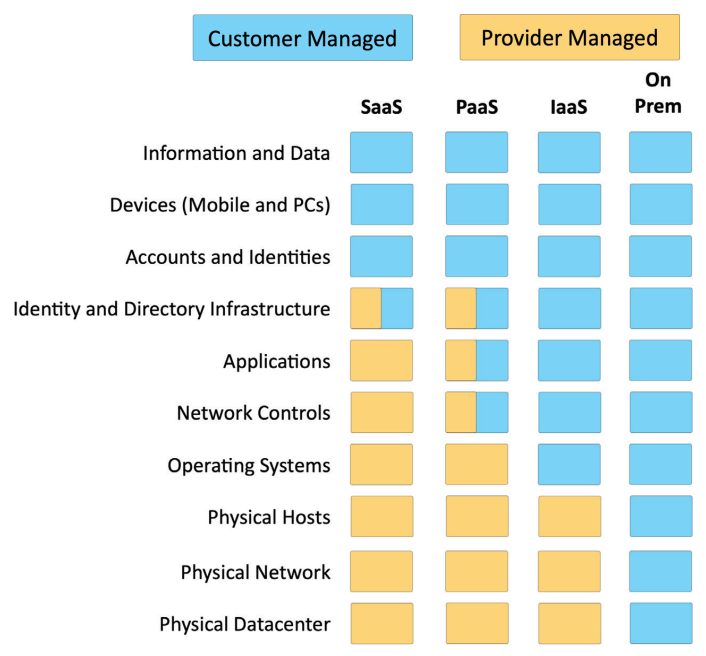 Customer Managed
Provider Managed
SaaS
PaaS
IaaS
On
Prem
Information and Data
Devices (Mobile and PCs)
Accounts and Identities
Identity and Directory Infrastructure
Applications
Network Controls
Operating Systems
Physical Hosts
Physical Network
Physical Datacenter